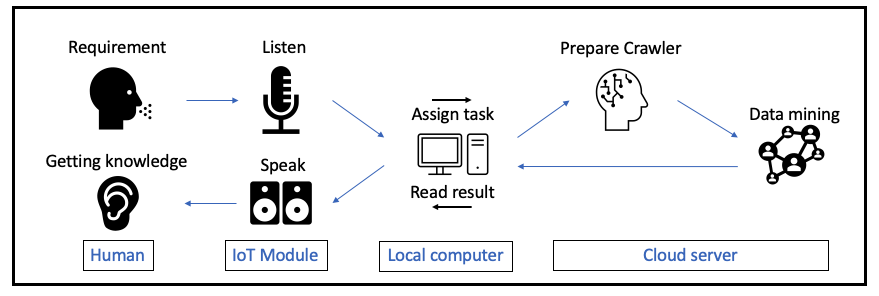 Requirement
Listen
Prepare Crawler
Assign task
Data mining
Getting knowledge
Speak
Read result
Human
IoT Module
Local computer
Cloud server